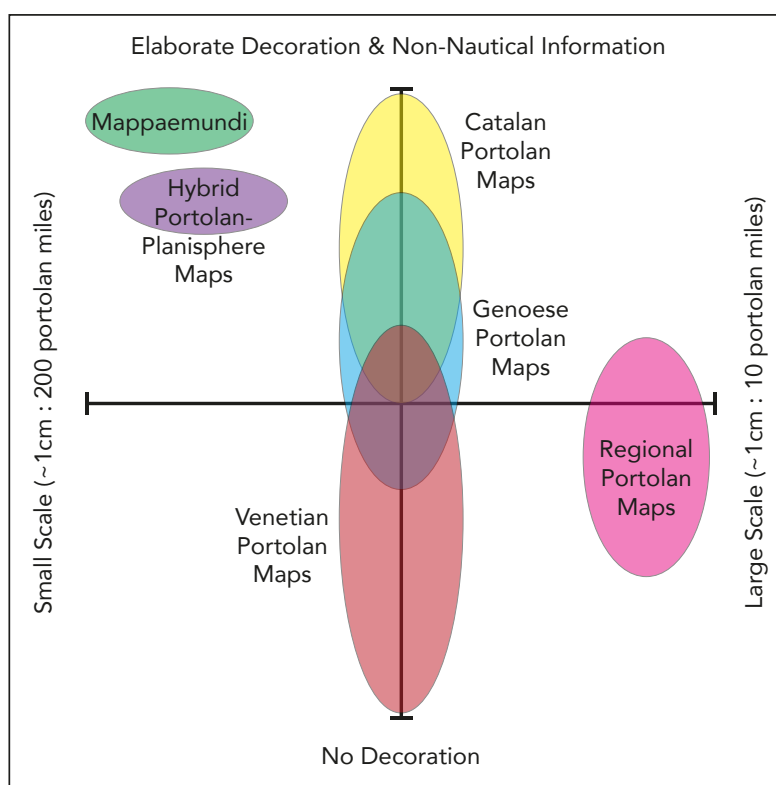 Elaborate Decoration & Non-Nautical Information
Mappaemundi
Hybrid
Portolan-
Planisphere
Maps
Catalan
Portolan
Maps
Genoese
Portolan
Maps
Small Scale (~1cm : 200 portolan miles)
Large Scale (~1cm : 10 portolan miles)
Regional
Portolan
Maps
Venetian
Portolan
Maps
No Decoration